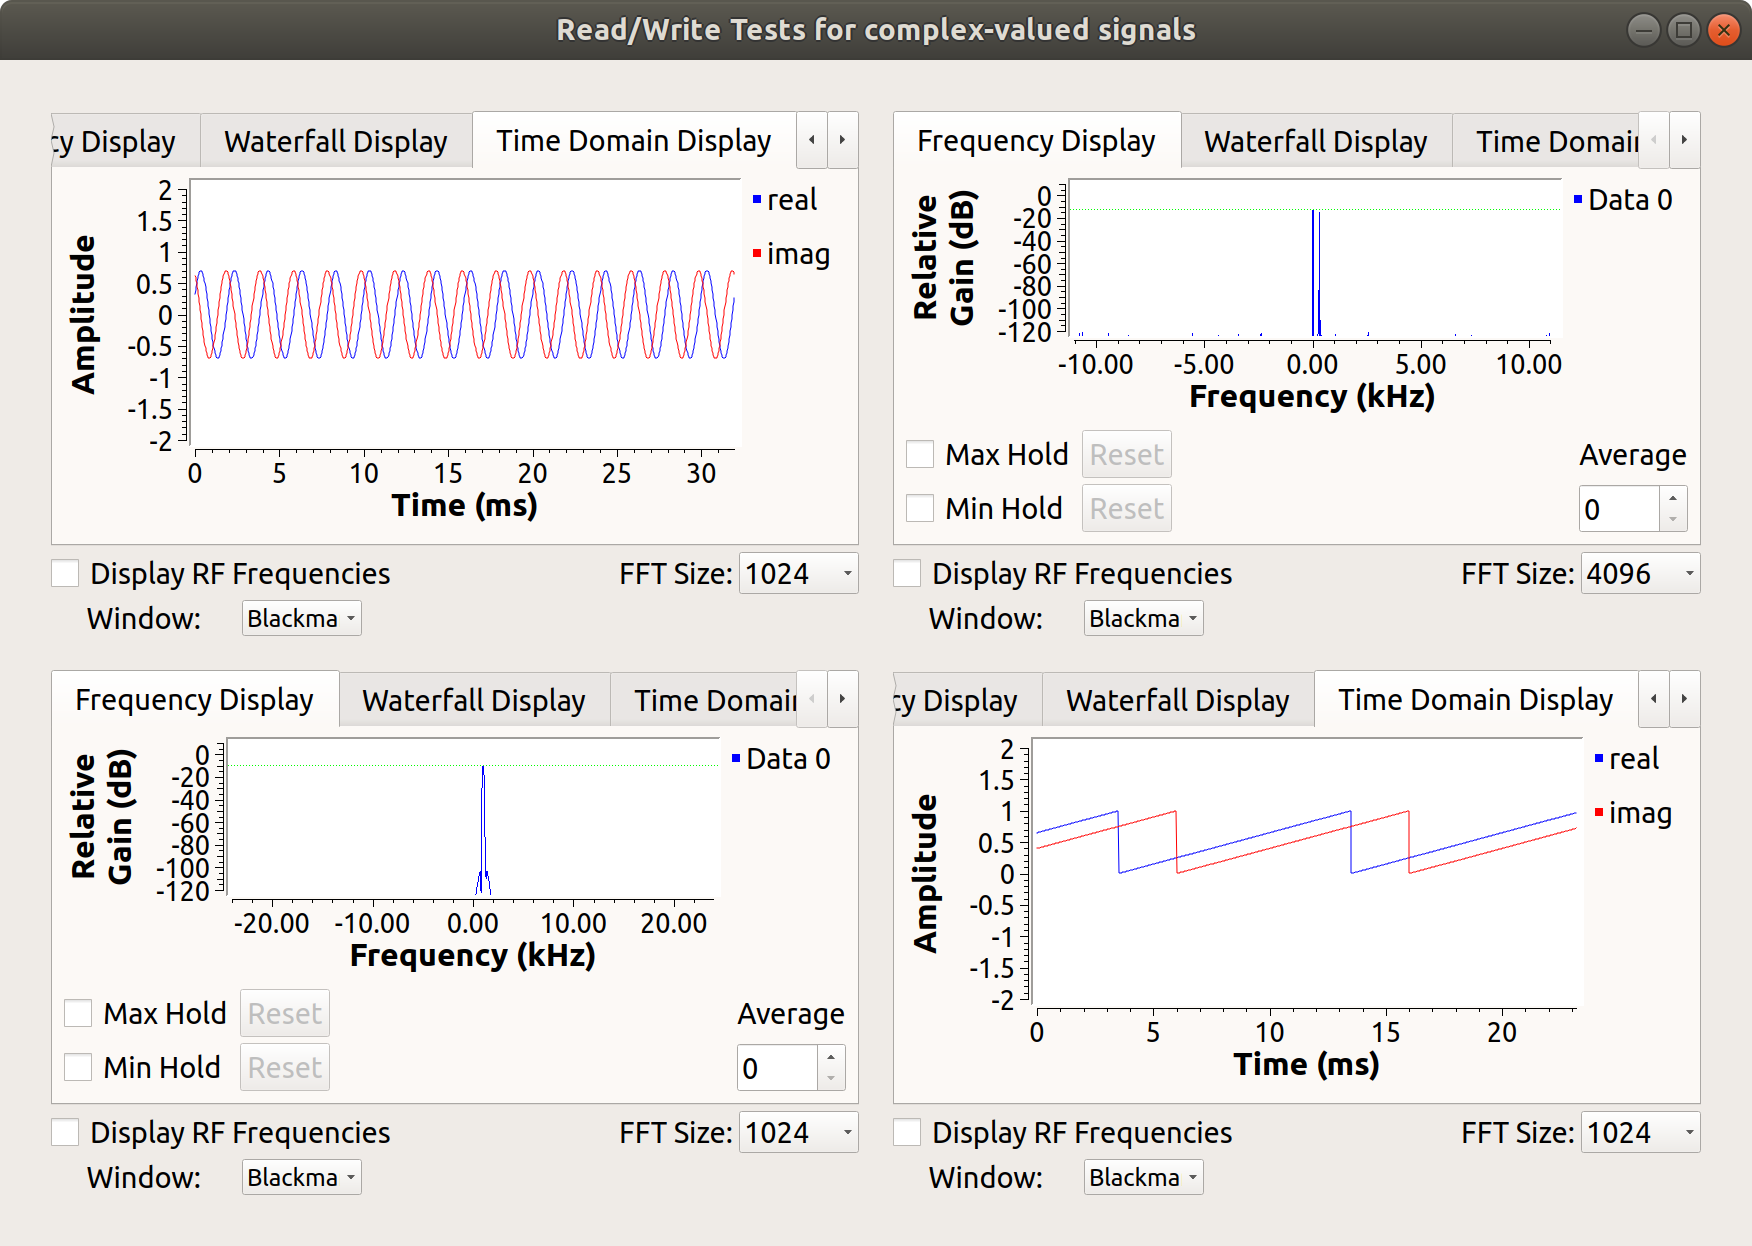 Read/Write Tests for complex-valued signals
cy Display Waterfall Display Time Domain Display
2
1.5
1
0.5
0
-0.5
-1
-1.5
-2
Amplitude
real
imag
0 5 10 15 20 25 30
Time (ms)
Display RF Frequencies FFT Size: 1024
Window: Blackma
Frequency Display Waterfall Display Time Domain
0
-20
-40
-60
-80
-100
-120
Relative
Gain (dB)
Data 0
-10.00 -5.00 0.00 5.00 10.00
Frequency (kHz)
Max Hold Reset Average
Min Hold Reset 0
Display RF Frequencies FFT Size: 4096
Window: Blackma
Frequency Display Waterfall Display Time Domain
0
-20
-40
-60
-80
-100
-120
Relative
Gain (dB)
Data 0
-20.00 -10.00 0.00 10.00 20.00
Frequency (kHz)
Max Hold Reset Average
Min Hold Reset 0
Display RF Frequencies FFT Size: 1024
Window: Blackma
cy Display Waterfall Display Time Domain Display
2
1.5
1
0.5
0
-0.5
-1
-1.5
-2
Amplitude
real
imag
0 5 10 15 20
Time (ms)
Display RF Frequencies FFT Size: 1024
Window: Blackma